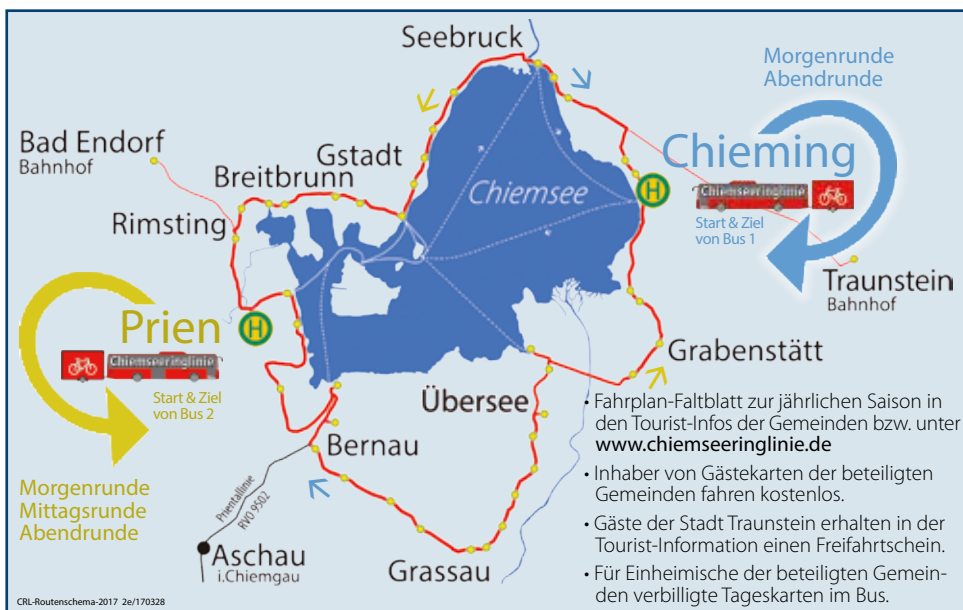 Seebruck
Morgenrunde
Abendrunde
Bad Endorf
Bahnhof
Gstadt
Breitbrunn
Chiemsee
Chieming
H
Chiemseeringlinie
Rimsting
Start & Ziel
von Bus 1
Traunstein
Bahnhof
Prien
H
Chiemseeringlinie
Grabenstätt
Start & Ziel
von Bus 2
Übersee
Bernau
Morgenrunde
Mittagsrunde
Abendrunde
Prientallinie
RVO 9502
Aschau
i.Chiemgau
Grassau
• Fahrplan-Faltblatt zur jährlichen Saison in
den Tourist-Infos der Gemeinden bzw. unter
www.chiemseeringlinie.de
• Inhaber von Gästekarten der beteiligten
Gemeinden fahren kostenlos.
• Gäste der Stadt Traunstein erhalten in der
Tourist-Information einen Freifahrtschein.
• Für Einheimische der beteiligten Gemein-
den verbilligte Tageskarten im Bus.
CRL-Routenschema-2017 2e/170328